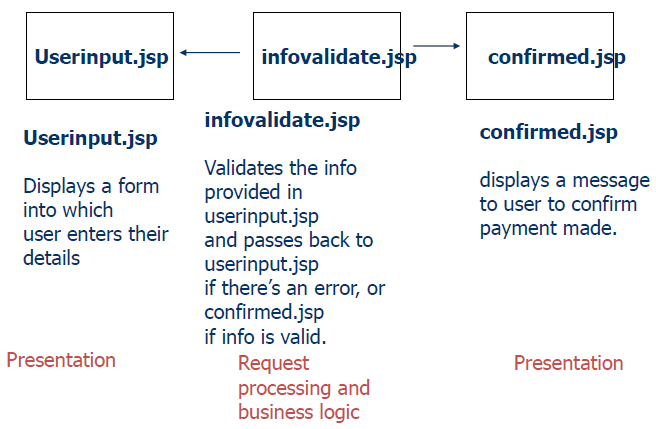 Userinput.jsp
infovalidate.jsp
confirmed.jsp
Userinput.jsp
Displays a form
into which
user enters their
details
infovalidate.jsp
Validates the info
provided in
userinput.jsp
and passes back to
userinput.jsp
if there’s an error, or
confirmed.jsp
if info is valid.
confirmed.jsp
displays a message
to user to confirm
payment made.
Presentation
Request
processing and
business logic
Presentation